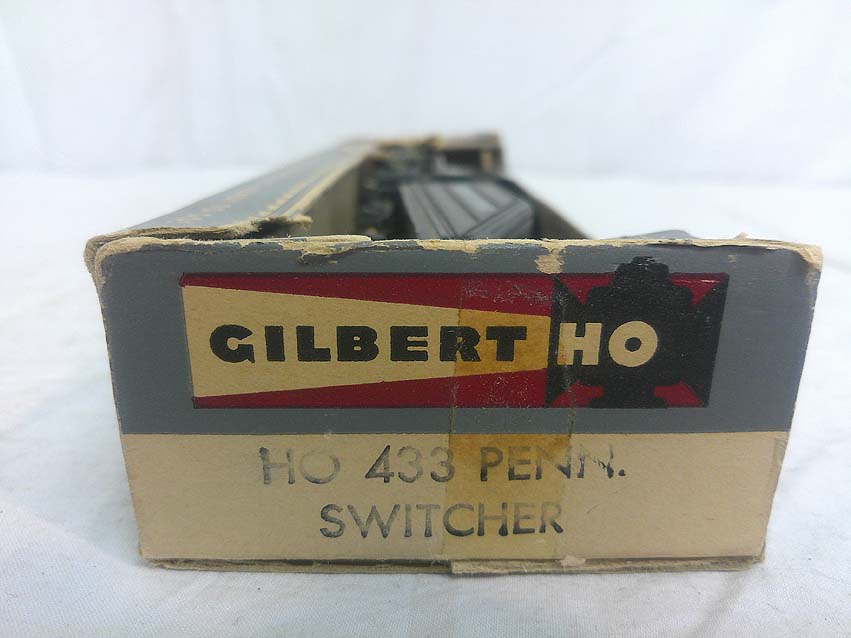 GILBERT HO
HO 433 PENN.
SWITCHER